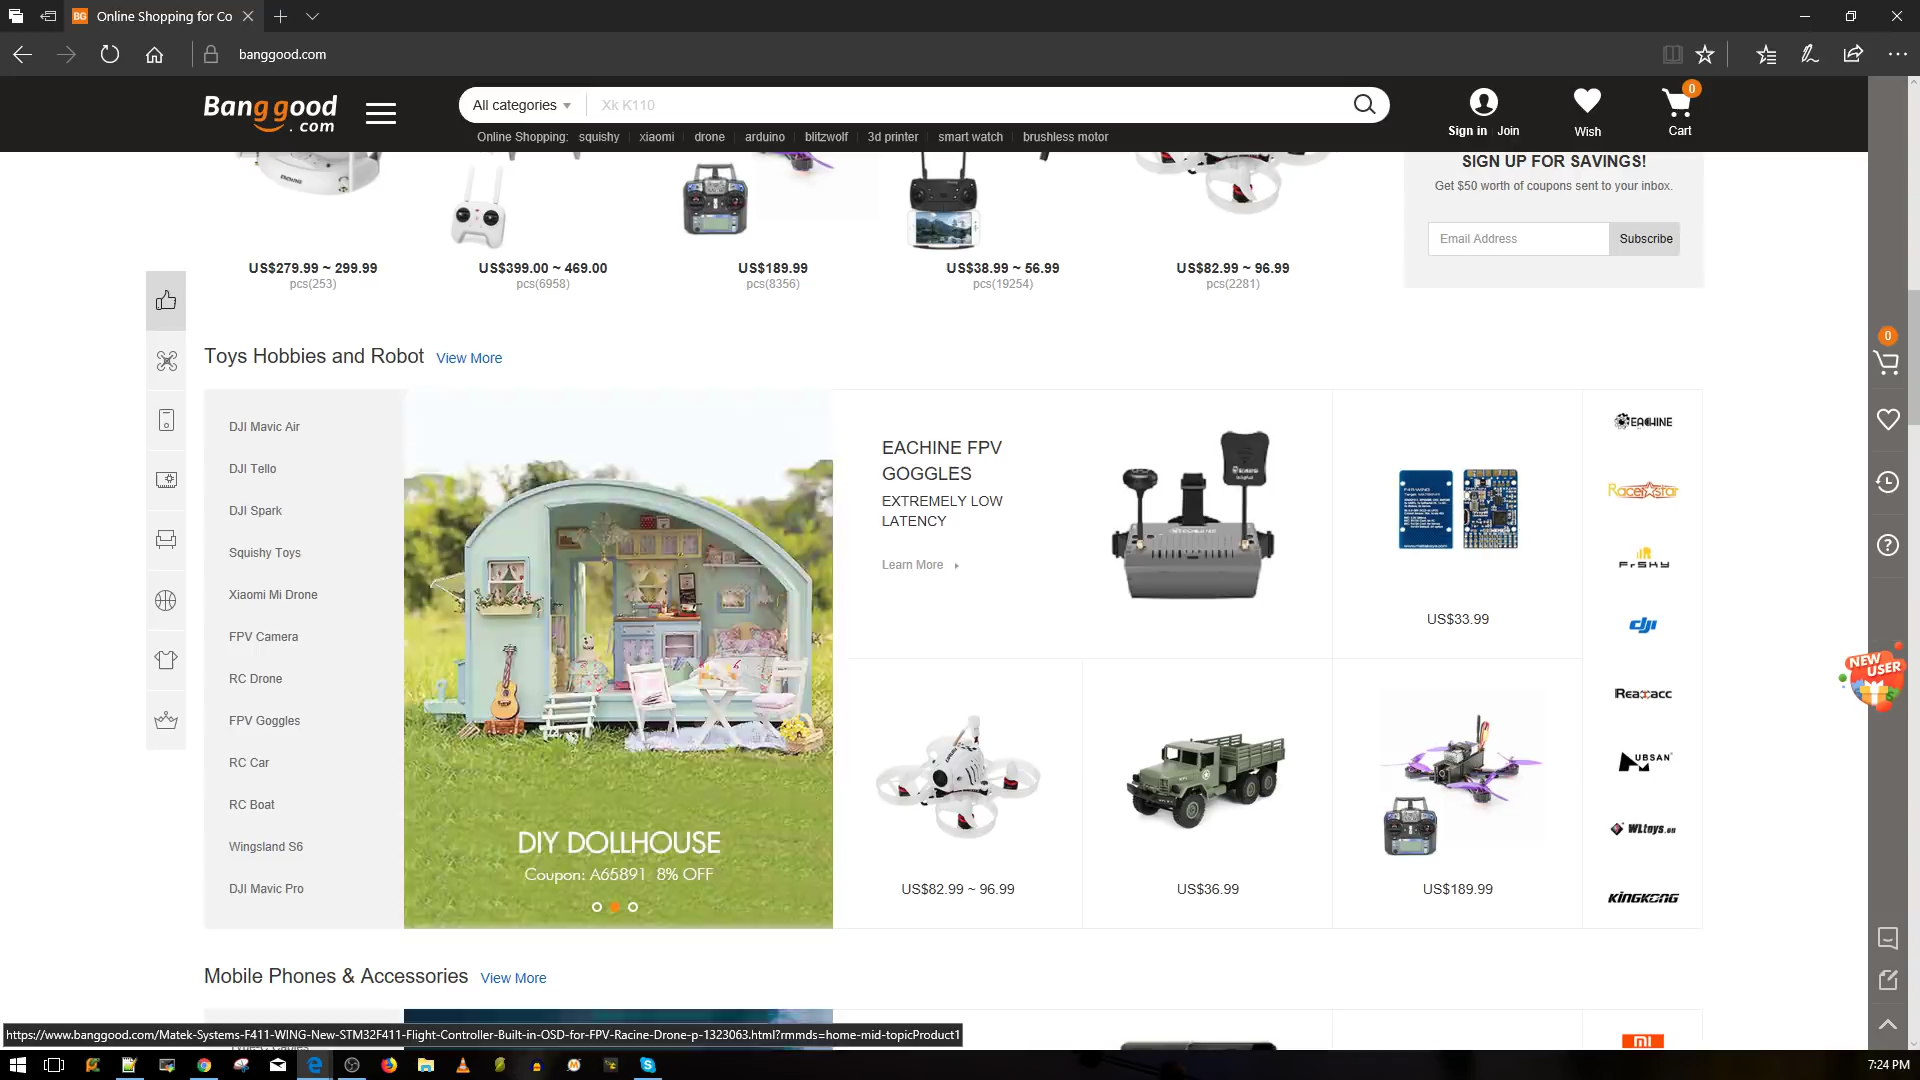 Online Shopping for Co
banggood.com
Banggood
.com
All categories
Xk K110
0
Online Shopping: squishy xiaomi drone arduino blitzwolf 3d printer smart watch brushless motor
Sign in Join
Wish
Cart
SIGN UP FOR SAVINGS!
Get $50 worth of coupons sent to your inbox.
Email Address
Subscribe
US$279.99 ~ 299.99
pcs(253)
US$399.00 ~ 469.00
pcs(6958)
US$189.99
pcs(8356)
US$38.99 ~ 56.99
pcs(19254)
US$82.99 ~ 96.99
pcs(2281)
0
Toys Hobbies and Robot View More
DJI Mavic Air
DJI Tello
DJI Spark
Squishy Toys
Xiaomi Mi Drone
FPV Camera
RC Drone
FPV Goggles
RC Car
RC Boat
Wingsland S6
DJI Mavic Pro
DIY DOLLHOUSE
Coupon: A65891 8% OFF
EACHINE FPV
GOGGLES
EXTREMELY LOW
LATENCY
Learn More
US$33.99
US$82.99 ~ 96.99
US$36.99
US$189.99
EACHINE
Racerstar
FrSKY
dji
Realacc
HUBSAN
WLtoys.
KINGKONG
NEW
USER
Mobile Phones & Accessories View More
https://www.banggood.com/Matek-Systems-F411-WING-New-STM32F411-Flight-Controller-Built-in-OSD-for-FPV-Racine-Drone-p-1323063.html?rmmds=home-mid-topicProduct1
7:24 PM